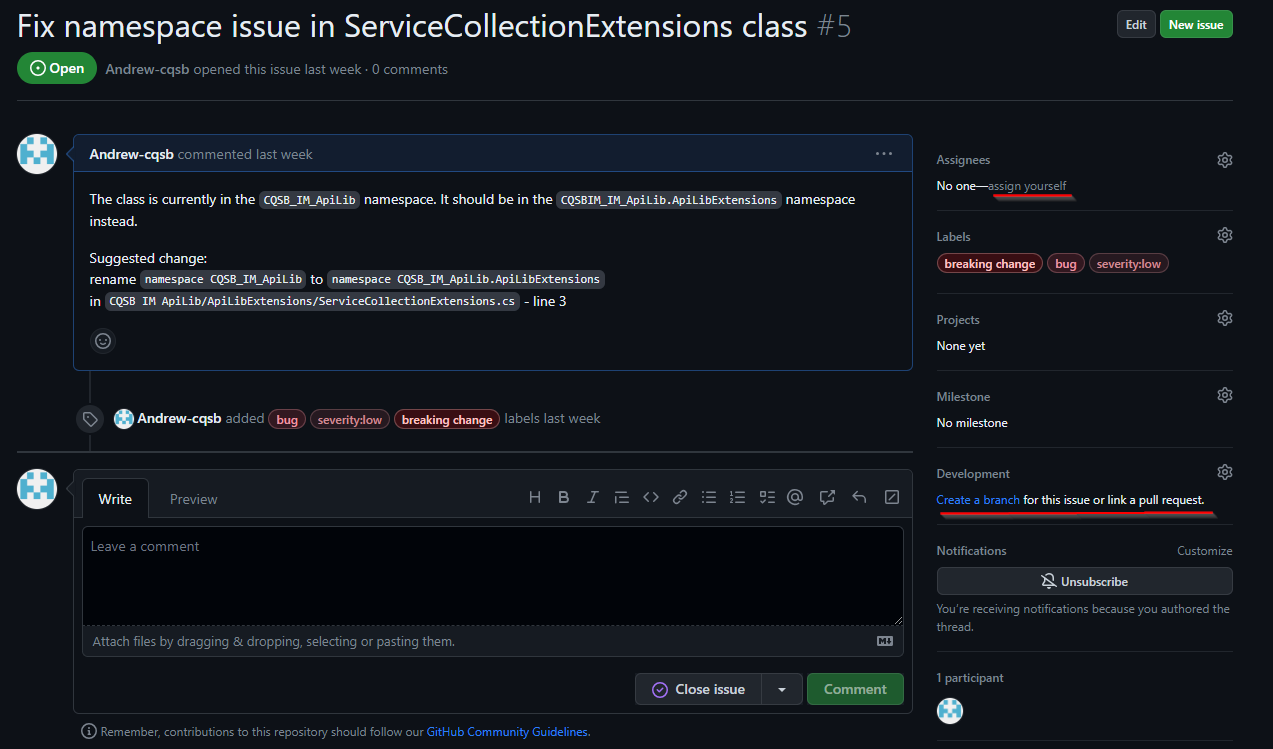 Fix namespace issue in ServiceCollectionExtensions class #5
Edit
New issue
Open
Andrew-cqsb opened this issue last week · 0 comments
Andrew-cqsb commented last week
The class is currently in the CQSB_IM_ApiLib namespace. It should be in the CQSBIM_IM_ApiLib.ApiLibExtensions namespace
instead.
Suggested change:
rename namespace CQSB_IM_ApiLib to namespace CQSB_IM_ApiLib.ApiLibExtensions
in CQSB IM ApiLib/ApiLibExtensions/ServiceCollectionExtensions.cs - line 3
Andrew-cqsb added bug severity:low breaking change labels last week
Write
Preview
Leave a comment
Attach files by dragging & dropping, selecting or pasting them.
Close issue
Comment
Remember, contributions to this repository should follow our GitHub Community Guidelines.
Assignees
No one—assign yourself
Labels
breaking change bug severity:low
Projects
None yet
Milestone
No milestone
Development
Create a branch for this issue or link a pull request.
Notifications
Customize
Unsubscribe
You're receiving notifications because you authored the
thread.
1 participant